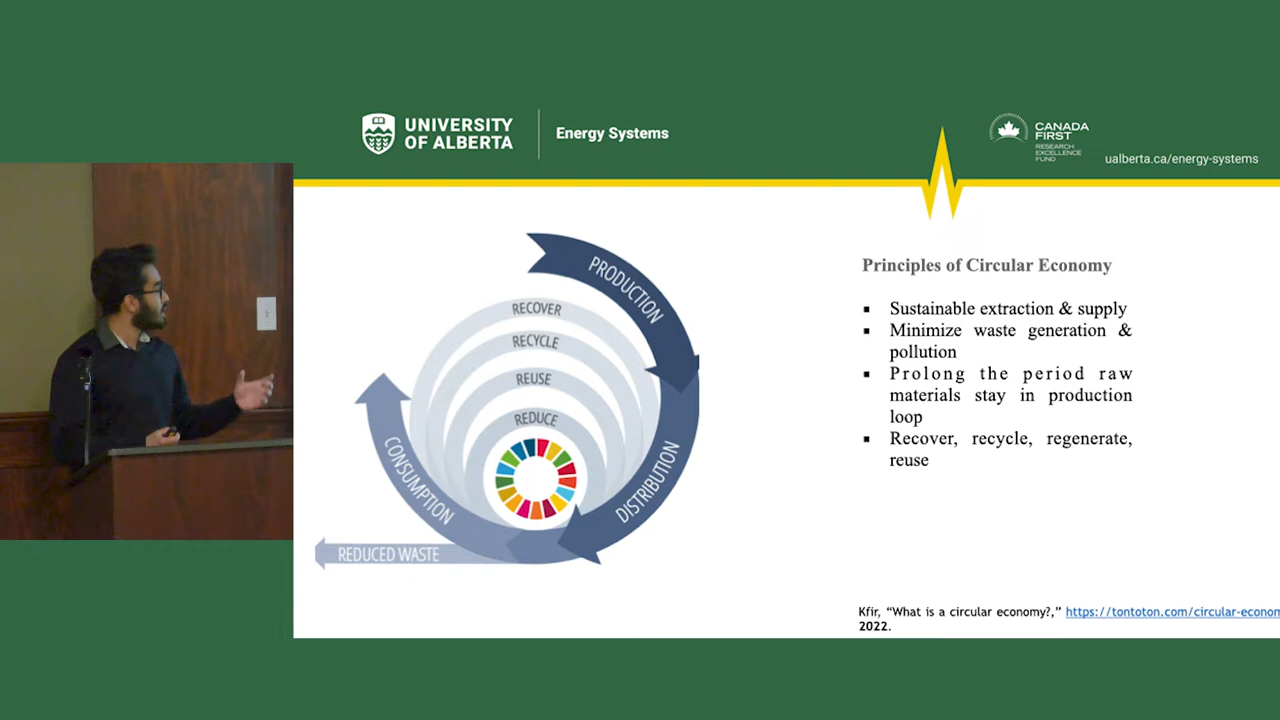 UNIVERSITY
OF ALBERTA
Energy Systems
CANADA
FIRST
RESEARCH
EXCELLENCE
FUND
ualberta.ca/energy-systems
PRODUCTION
RECOVER
RECYCLE
REUSE
REDUCE
CONSUMPTION
DISTRIBUTION
REDUCED WASTE
Principles of Circular Economy
▪ Sustainable extraction & supply
▪ Minimize waste generation &
pollution
▪ Prolong the period raw
materials stay in production
loop
▪ Recover, recycle, regenerate,
reuse
Kfir, “What is a circular economy?,” https://tontoton.com/circular-econom
2022.